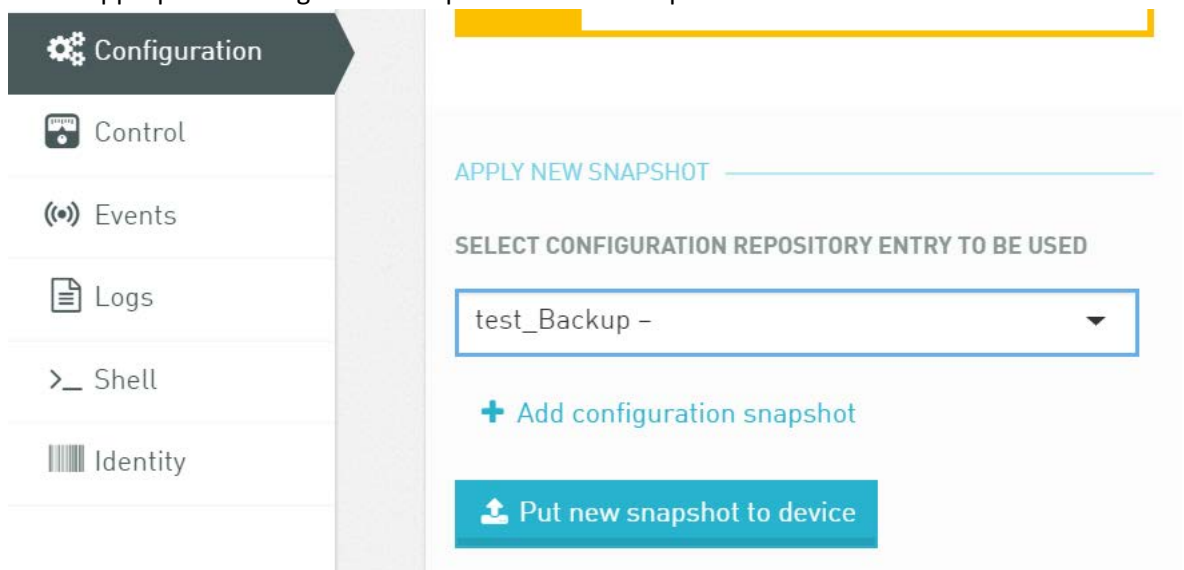 Configuration
Control
Events
Logs
Shell
Identity
APPLY NEW SNAPSHOT
SELECT CONFIGURATION REPOSITORY ENTRY TO BE USED
test_Backup –
Add configuration snapshot
Put new snapshot to device